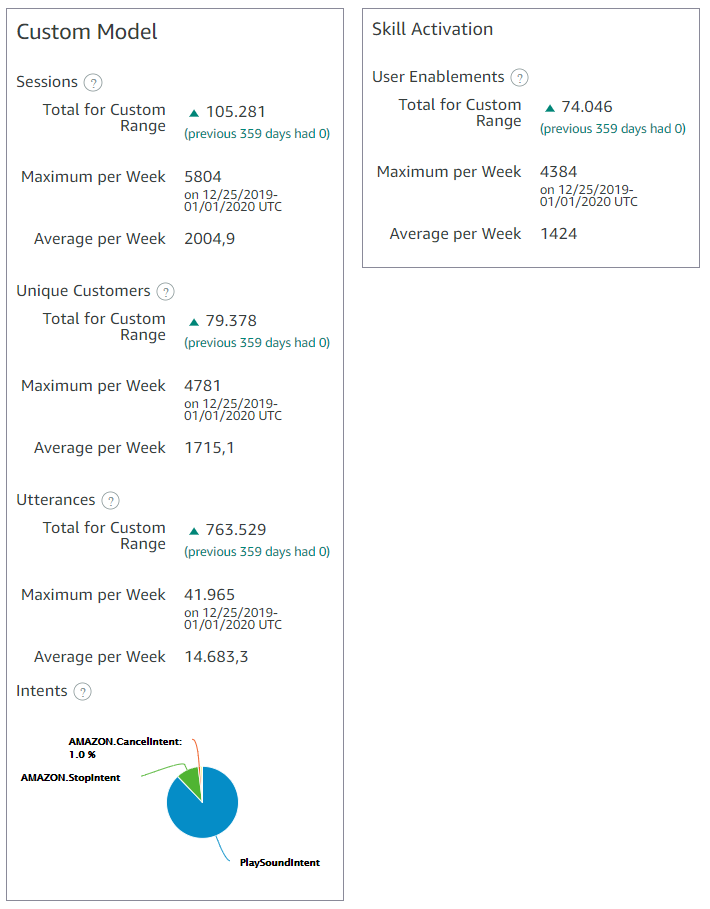 Custom Model
Sessions ?
Total for Custom
Range
▲ 105.281
(previous 359 days had 0)
Maximum per Week
5804
on 12/25/2019-
01/01/2020 UTC
Average per Week
2004,9
Unique Customers ?
Total for Custom
Range
▲ 79.378
(previous 359 days had 0)
Maximum per Week
4781
on 12/25/2019-
01/01/2020 UTC
Average per Week
1715,1
Utterances ?
Total for Custom
Range
▲ 763.529
(previous 359 days had 0)
Maximum per Week
41.965
on 12/25/2019-
01/01/2020 UTC
Average per Week
14.683,3
Intents ?
AMAZON.CancelIntent:
1.0 %
AMAZON.StopIntent
PlaySoundIntent
Skill Activation
User Enablements ?
Total for Custom
Range
▲ 74.046
(previous 359 days had 0)
Maximum per Week
4384
on 12/25/2019-
01/01/2020 UTC
Average per Week
1424